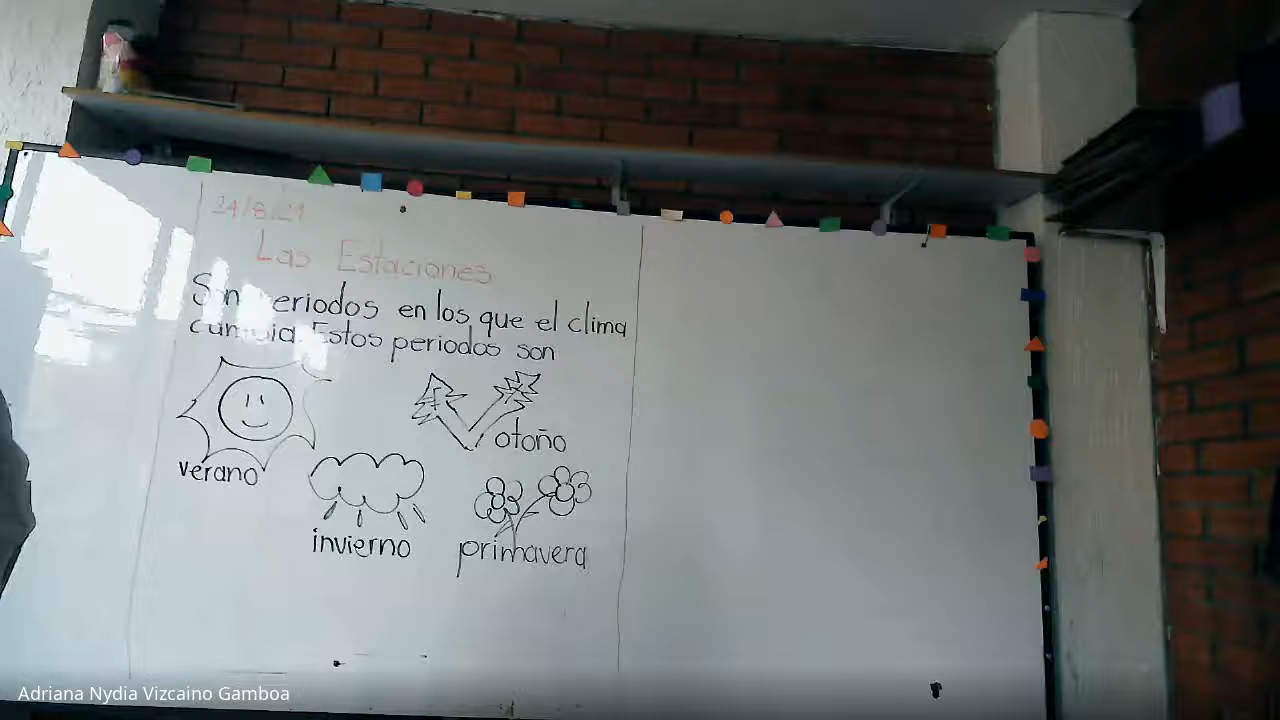 24/8/21
Las Estaciones
Son periodos en los que el clima
cambia. Estos periodos son
verano
otoño
invierno
primavera
Adriana Nydia Vizcaino Gamboa